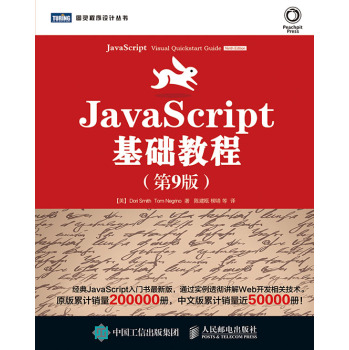 TURING 图灵程序设计丛书
Peachpit
Press
JavaScript Visual Quickstart Guide
JavaScript
基础教程
(第9版)
[美] Dori Smith Tom Negrino 著 陈建瓯 柳靖 等 译
经典JavaScript入门书最新版，通过实例透彻讲解Web开发相关技术。
原版累计销量200000册，中文版累计销量近50000册！
中国工信出版集团 人民邮电出版社
POSTS & TELECOM PRESS